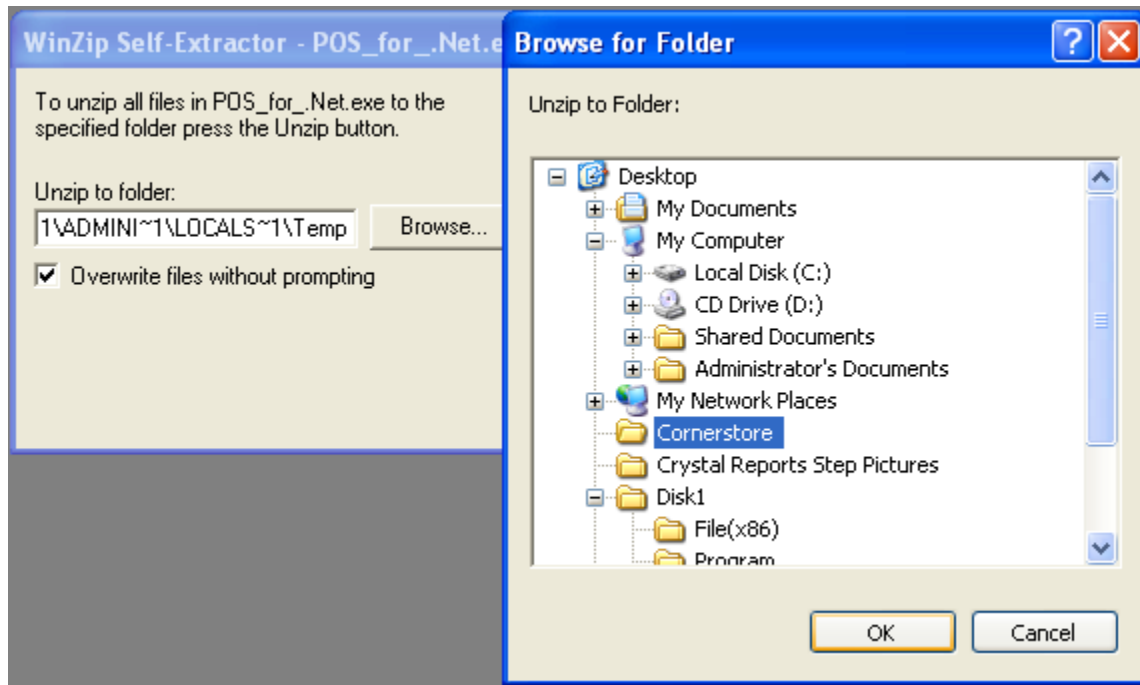 WinZip Self-Extractor - POS_for_.Net.e
To unzip all files in POS_for_.Net.exe to the
specified folder press the Unzip button.
Unzip to folder:
1\ADMINI~1\LOCALS~1\Temp
Browse...
Overwrite files without prompting
Browse for Folder
Unzip to Folder:
Desktop
My Documents
My Computer
Local Disk (C:)
CD Drive (D:)
Shared Documents
Administrator's Documents
My Network Places
Cornerstore
Crystal Reports Step Pictures
Disk1
File(x86)
Program
OK
Cancel